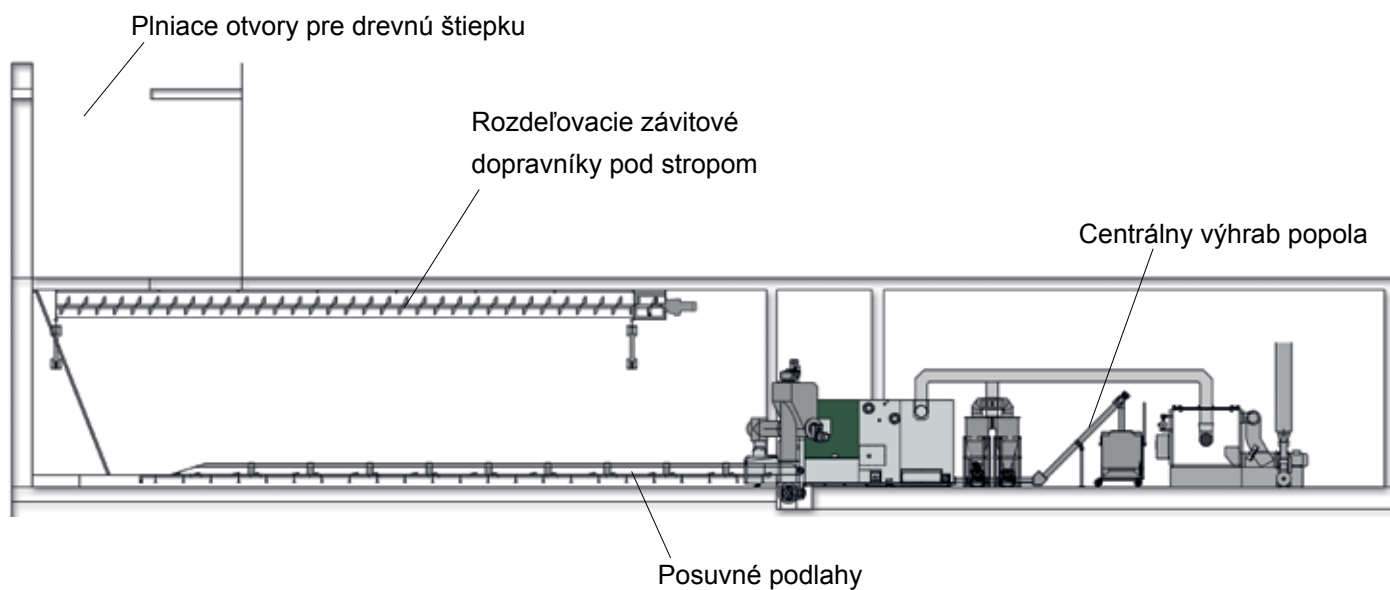 Plniace otvory pre drevnú štiepku
Rozdeľovacie závitové
dopravníky pod stropom
Centrálny výhrab popola
Posuvné podlahy